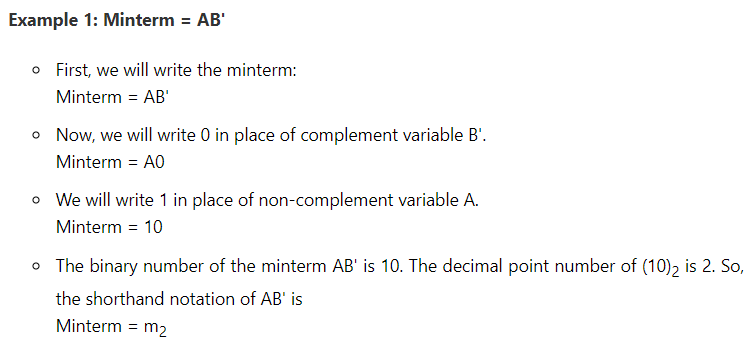 Example 1: Minterm = AB'
First, we will write the minterm:
Minterm = AB'
Now, we will write 0 in place of complement variable B'.
Minterm = A0
We will write 1 in place of non-complement variable A.
Minterm = 10
The binary number of the minterm AB' is 10. The decimal point number of (10)₂ is 2. So,
the shorthand notation of AB' is
Minterm = m₂